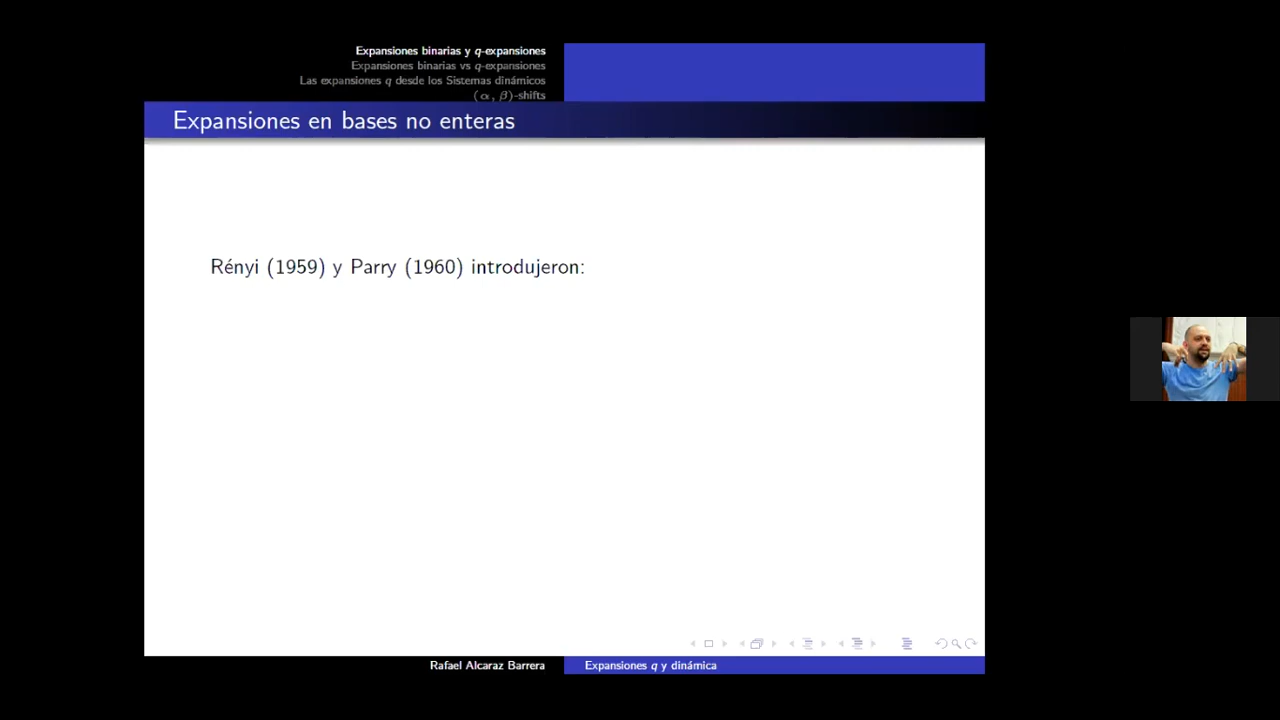 Expansiones binarias y q-expansiones
Expansiones binarias vs q-expansiones
Las expansiones q desde los Sistemas dinámicos
(α, β)-shifts
Expansiones en bases no enteras
Rényi (1959) y Parry (1960) introdujeron:
Rafael Alcaraz Barrera
Expansiones q y dinámica